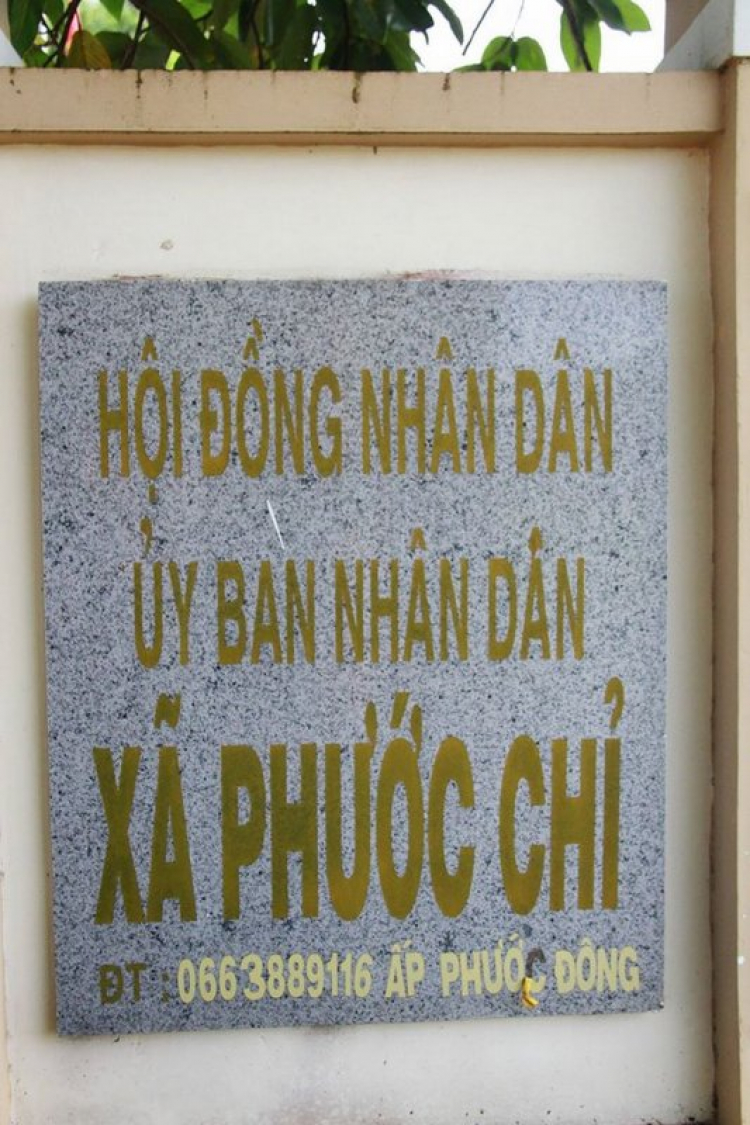 HỘI ĐỒNG NHÂN DÂN
ỦY BAN NHÂN DÂN
XÃ PHƯỚC CHỈ
ĐT : 0663889116 ẤP PHƯỚC ĐÔNG